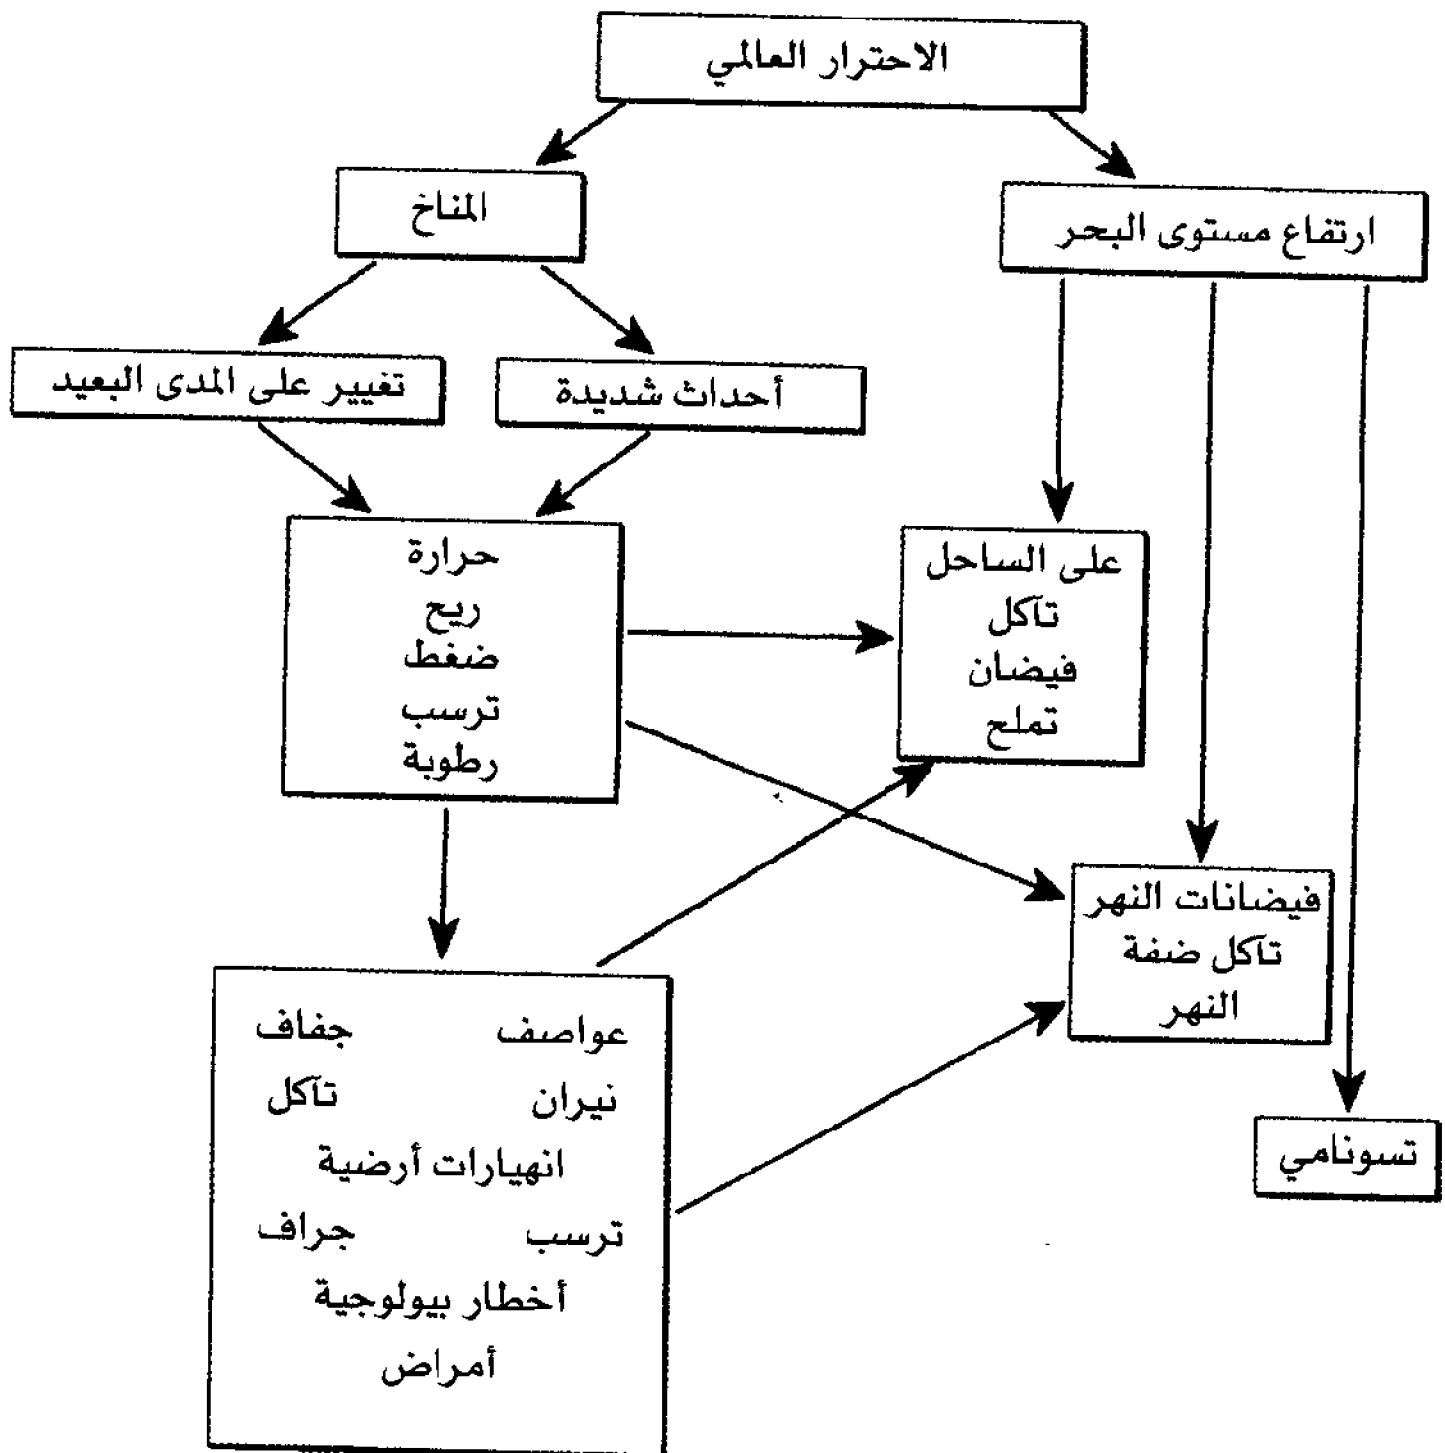 الاحترار العالمي
المناخ
ارتفاع مستوى البحر
تغيير على المدى البعيد
أحداث شديدة
حرارة
ريح
ضغط
ترسب
رطوبة
على الساحل
تآكل
فيضان
تملح
فيضانات النهر
تآكل ضفة
النهر
تسونامي
عواصف جفاف
نيران تآكل
انهيارات أرضية
ترسب جراف
أخطار بيولوجية
أمراض